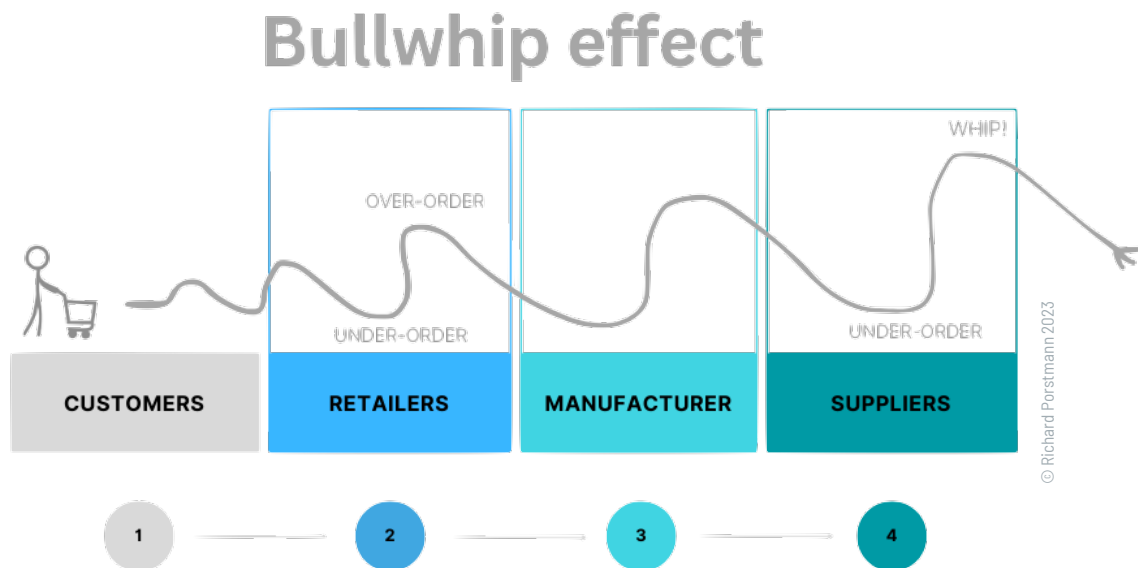 Bullwhip effect
WHIP!
OVER-ORDER
UNDER-ORDER
UNDER-ORDER
CUSTOMERS
RETAILERS
MANUFACTURER
SUPPLIERS
© Richard Porstmann 2023
1
2
3
4